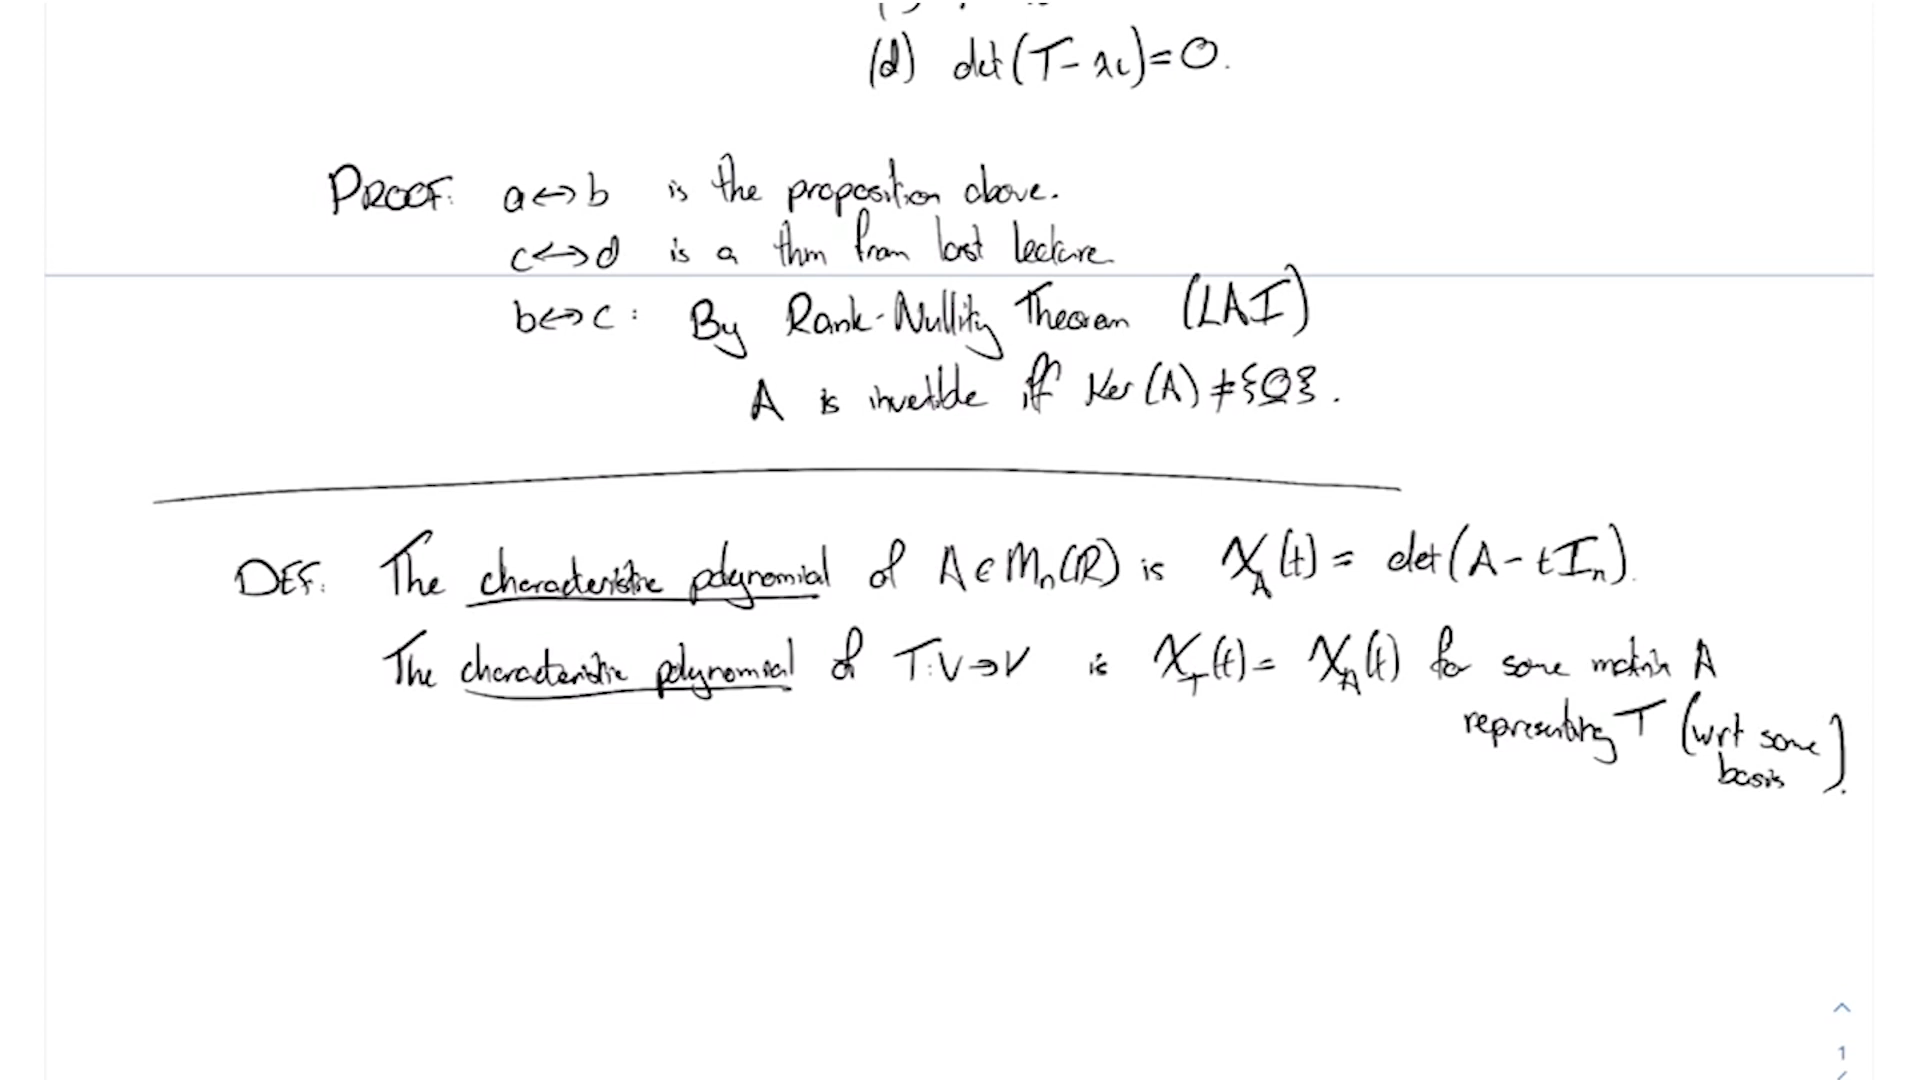 (d) det(T-λι)=0.
PROOF: a↔b is the proposition above.
c↔d is a thm from last lecture
b↔c: By Rank-Nullity Theorem (LAI)
A is invertible iff Ker(A)≠{0}.
DEF: The characteristic polynomial of A∈Mn(ℝ) is χ_A(t) = det(A-tIn).
The characteristic polynomial of T:V→V is χ_T(t) = χ_A(t) for some matrix A
representing T (wrt some
basis).
1